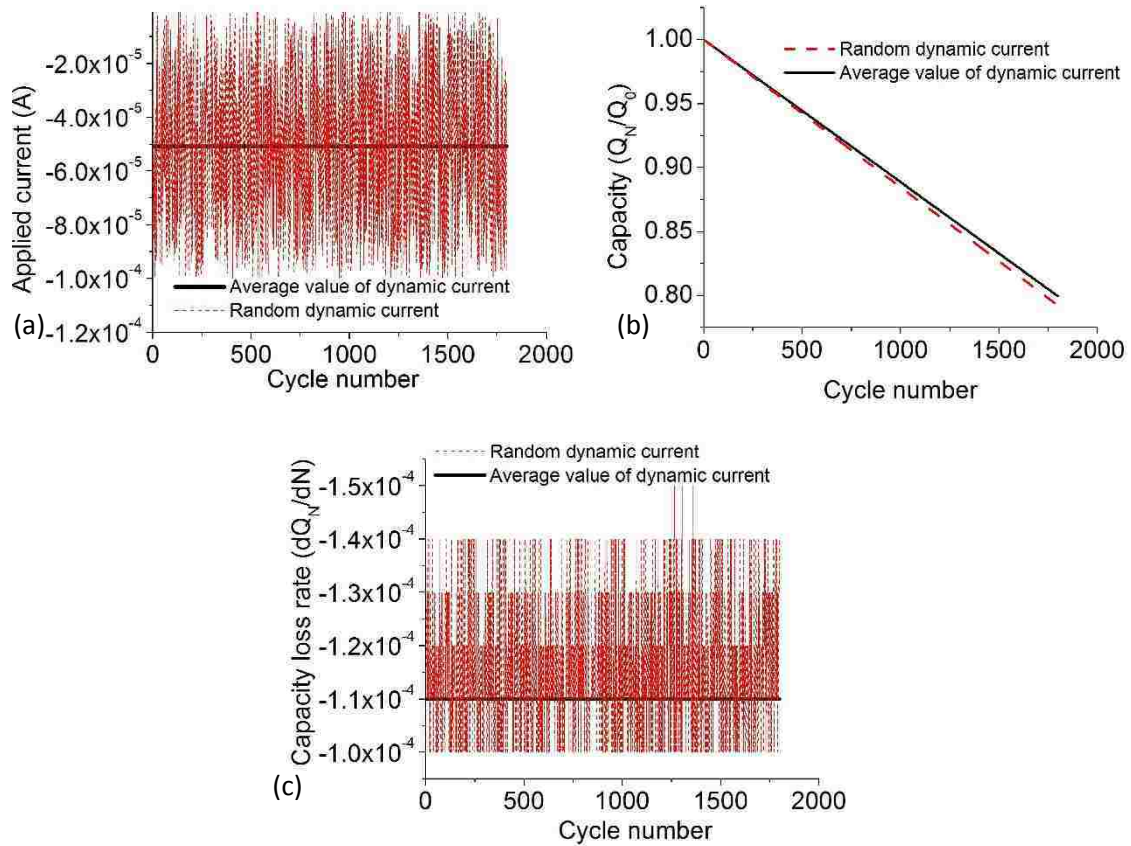 Applied current (A)
-2.0x10⁻⁵
-4.0x10⁻⁵
-6.0x10⁻⁵
-8.0x10⁻⁵
-1.0x10⁻⁴
-1.2x10⁻⁴
Average value of dynamic current
Random dynamic current
(a)
0 500 1000 1500 2000
Cycle number
Capacity (Q_N/Q_0)
1.00
0.95
0.90
0.85
0.80
Random dynamic current
Average value of dynamic current
(b)
0 500 1000 1500 2000
Cycle number
Capacity loss rate (dQ_N/dN)
Random dynamic current
Average value of dynamic current
-1.5x10⁻⁴
-1.4x10⁻⁴
-1.3x10⁻⁴
-1.2x10⁻⁴
-1.1x10⁻⁴
-1.0x10⁻⁴
(c)
0 500 1000 1500 2000
Cycle number